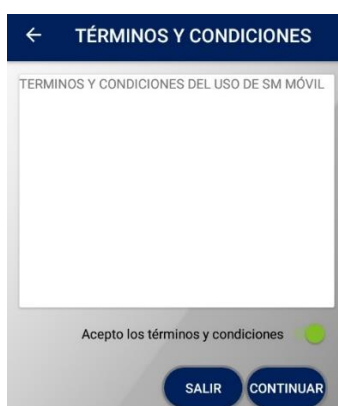 TÉRMINOS Y CONDICIONES
TERMINOS Y CONDICIONES DEL USO DE SM MÓVIL
Acepto los términos y condiciones
SALIR CONTINUAR